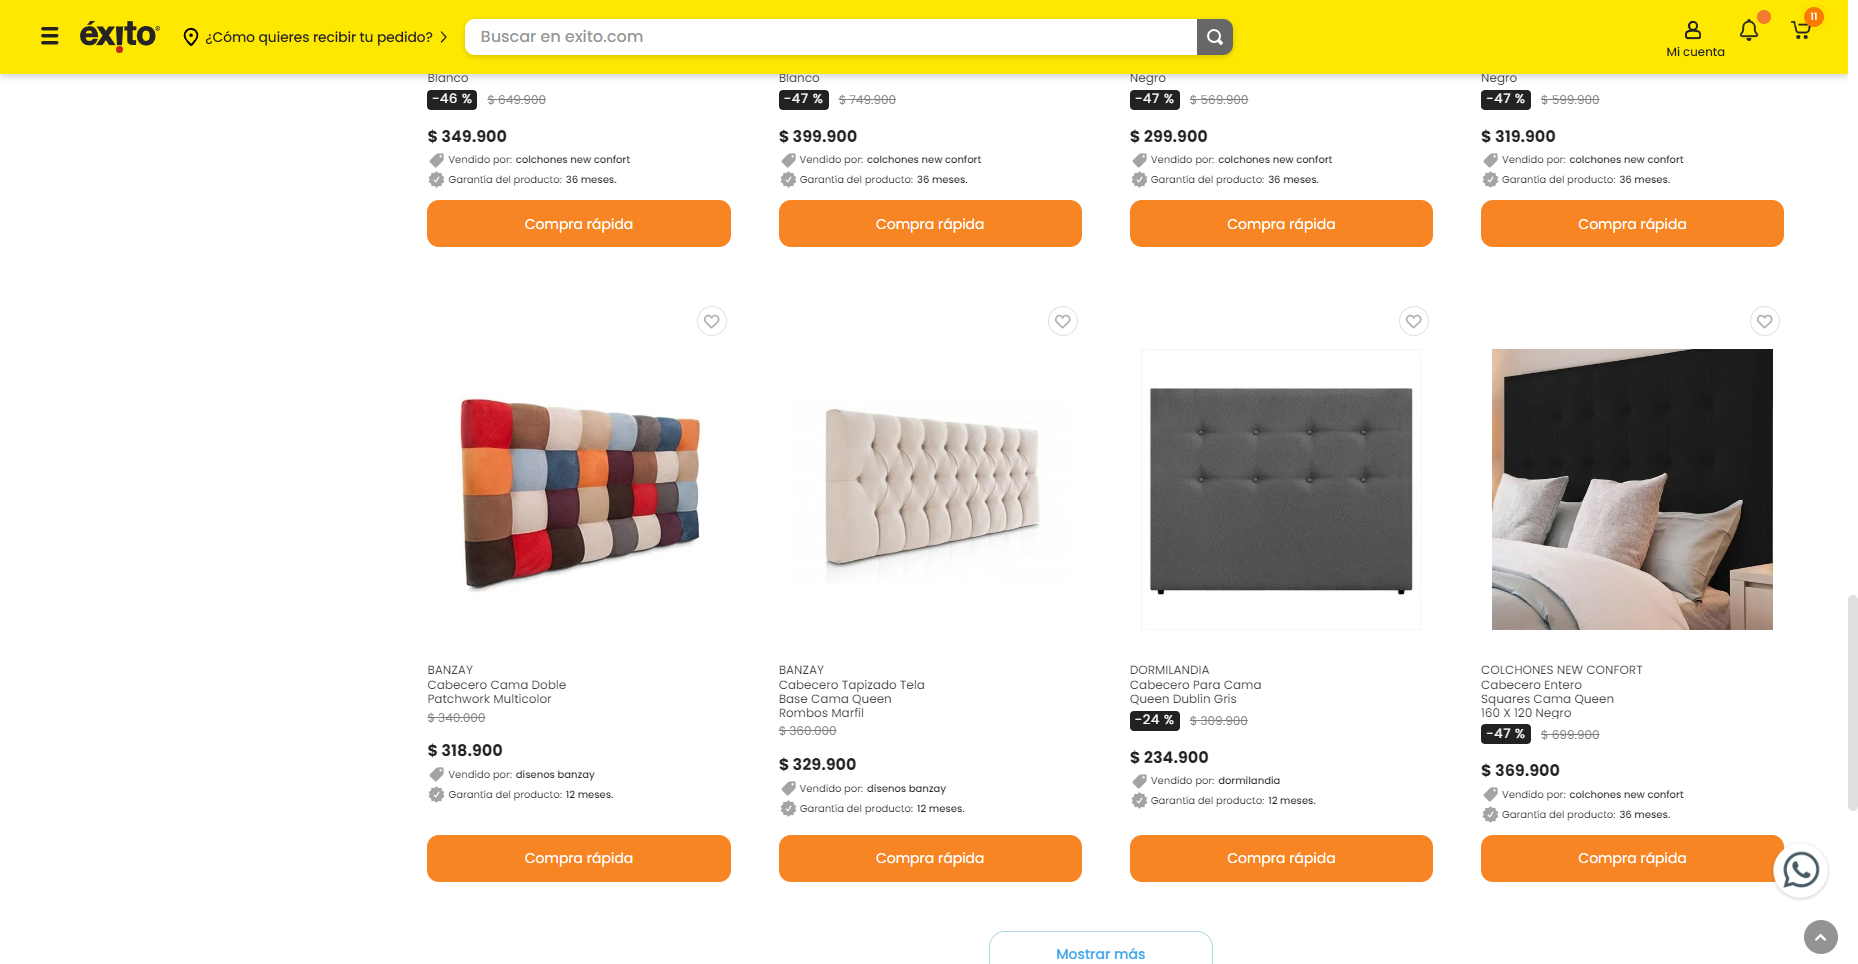 éxito
¿Cómo quieres recibir tu pedido?
Buscar en exito.com
Mi cuenta
11
Blanco
-46 % $ 649.900
$ 349.900
Vendido por: colchones new confort
Garantía del producto: 36 meses.
Compra rápida
Blanco
-47 % $ 749.900
$ 399.900
Vendido por: colchones new confort
Garantía del producto: 36 meses.
Compra rápida
Negro
-47 % $ 569.900
$ 299.900
Vendido por: colchones new confort
Garantía del producto: 36 meses.
Compra rápida
Negro
-47 % $ 599.900
$ 319.900
Vendido por: colchones new confort
Garantía del producto: 36 meses.
Compra rápida
BANZAY
Cabecero Cama Doble
Patchwork Multicolor
$ 340.000
$ 318.900
Vendido por: disenos banzay
Garantía del producto: 12 meses.
Compra rápida
BANZAY
Cabecero Tapizado Tela
Base Cama Queen
Rombos Marfil
$ 360.000
$ 329.900
Vendido por: disenos banzay
Garantía del producto: 12 meses.
Compra rápida
DORMILANDIA
Cabecero Para Cama
Queen Dublin Gris
-24 % $ 309.900
$ 234.900
Vendido por: dormilandia
Garantía del producto: 12 meses.
Compra rápida
COLCHONES NEW CONFORT
Cabecero Entero
Squares Cama Queen
160 X 120 Negro
-47 % $ 699.900
$ 369.900
Vendido por: colchones new confort
Garantía del producto: 36 meses.
Compra rápida
Mostrar más